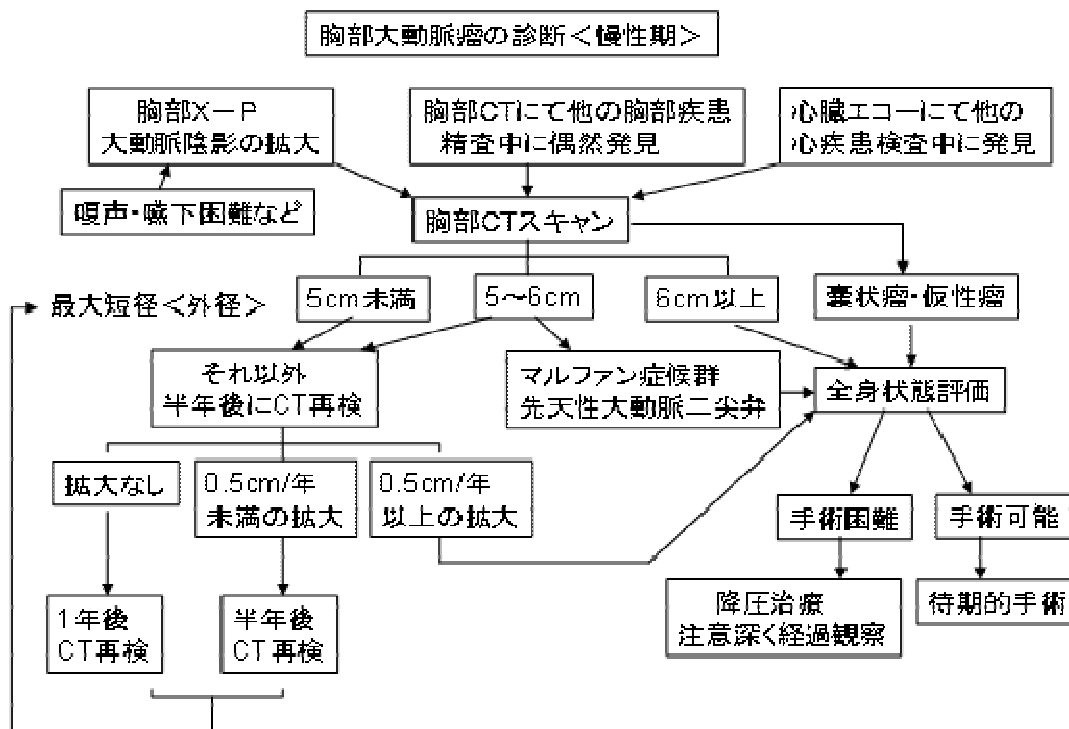 胸部大動脈瘤の診断<慢性期>
胸部X-P
大動脈陰影の拡大
胸部CTにて他の胸部疾患
精査中に偶然発見
心臓エコーにて他の
心疾患検査中に発見
嗄声・嚥下困難など
胸部CTスキャン
最大短径<外径>
5cm未満
5~6cm
6cm以上
嚢状瘤・仮性瘤
それ以外
半年後にCT再検
マルファン症候群
先天性大動脈二尖弁
全身状態評価
拡大なし
0.5cm/年
未満の拡大
0.5cm/年
以上の拡大
手術困難
手術可能
1年後
CT再検
半年後
CT再検
降圧治療
注意深く経過観察
待期的手術